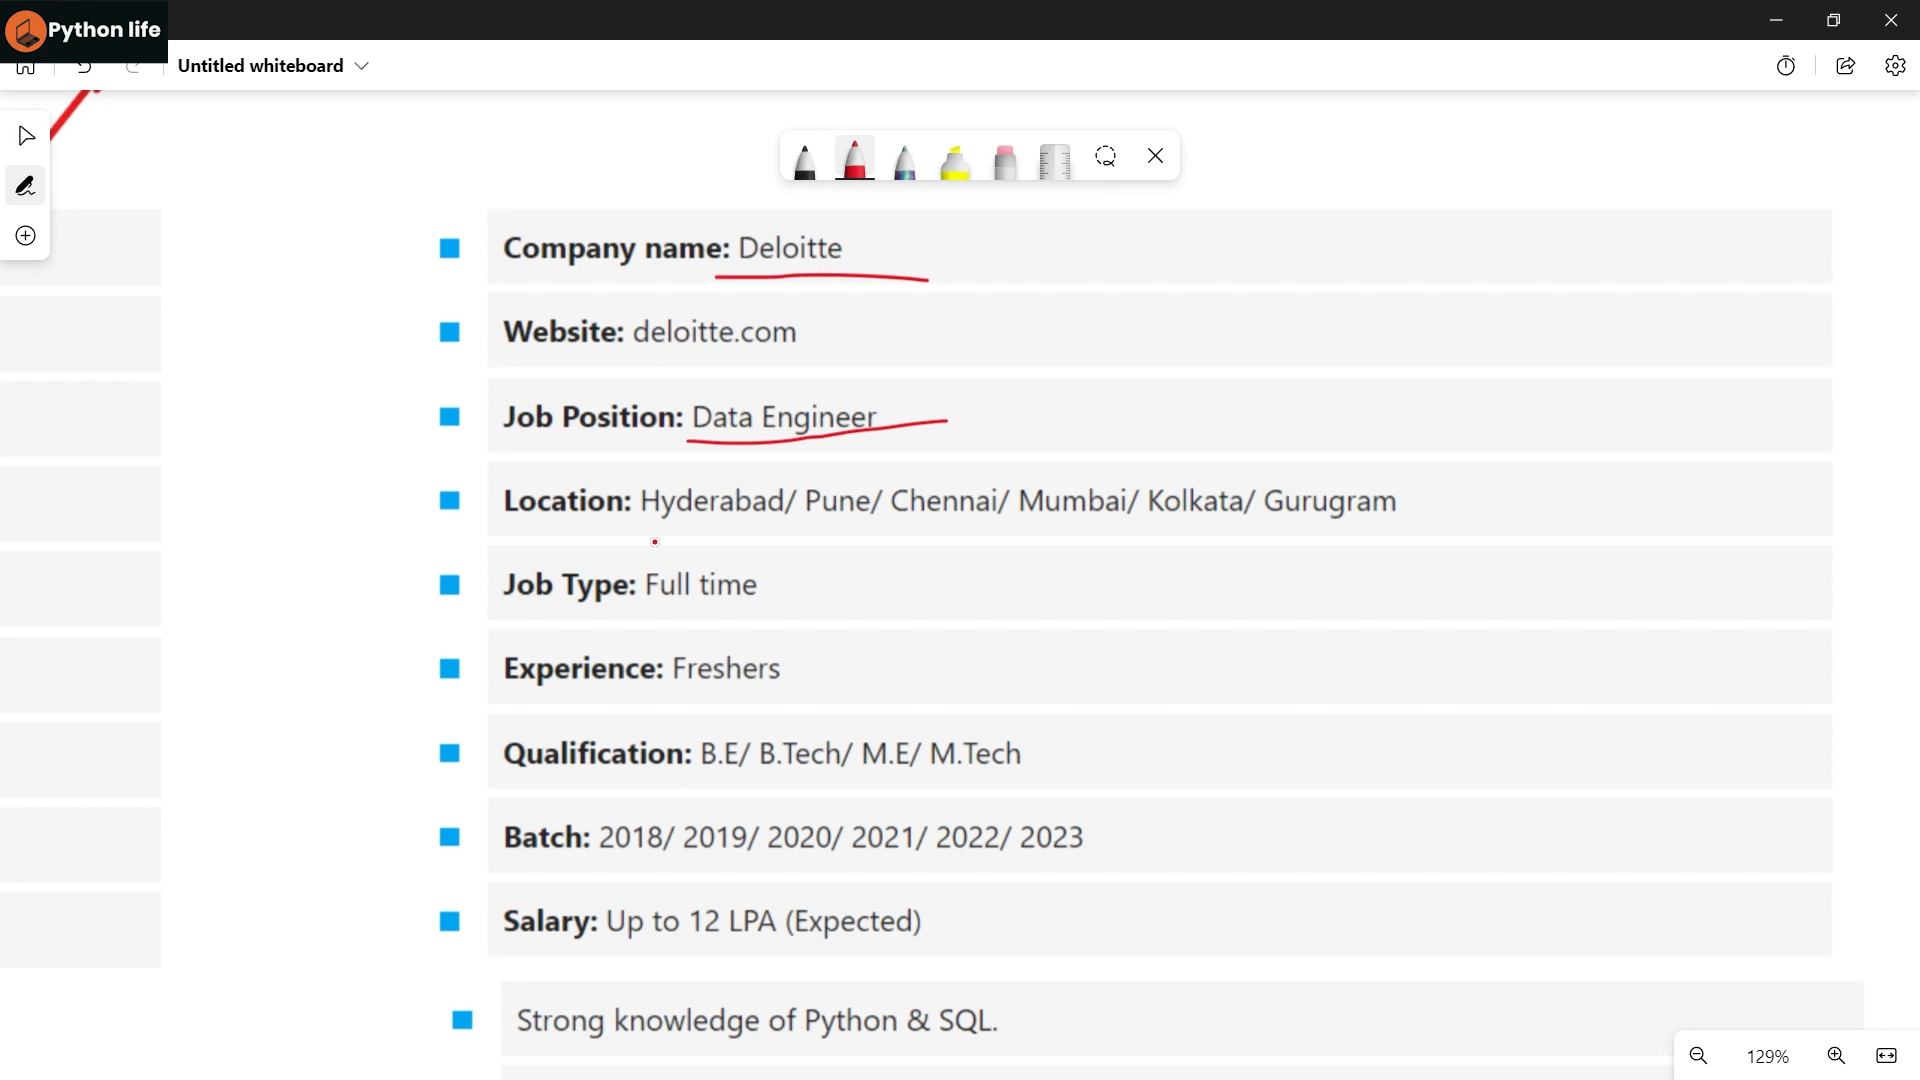 Python life
Untitled whiteboard
Company name: Deloitte
Website: deloitte.com
Job Position: Data Engineer
Location: Hyderabad/ Pune/ Chennai/ Mumbai/ Kolkata/ Gurugram
Job Type: Full time
Experience: Freshers
Qualification: B.E/ B.Tech/ M.E/ M.Tech
Batch: 2018/ 2019/ 2020/ 2021/ 2022/ 2023
Salary: Up to 12 LPA (Expected)
Strong knowledge of Python & SQL.
129%